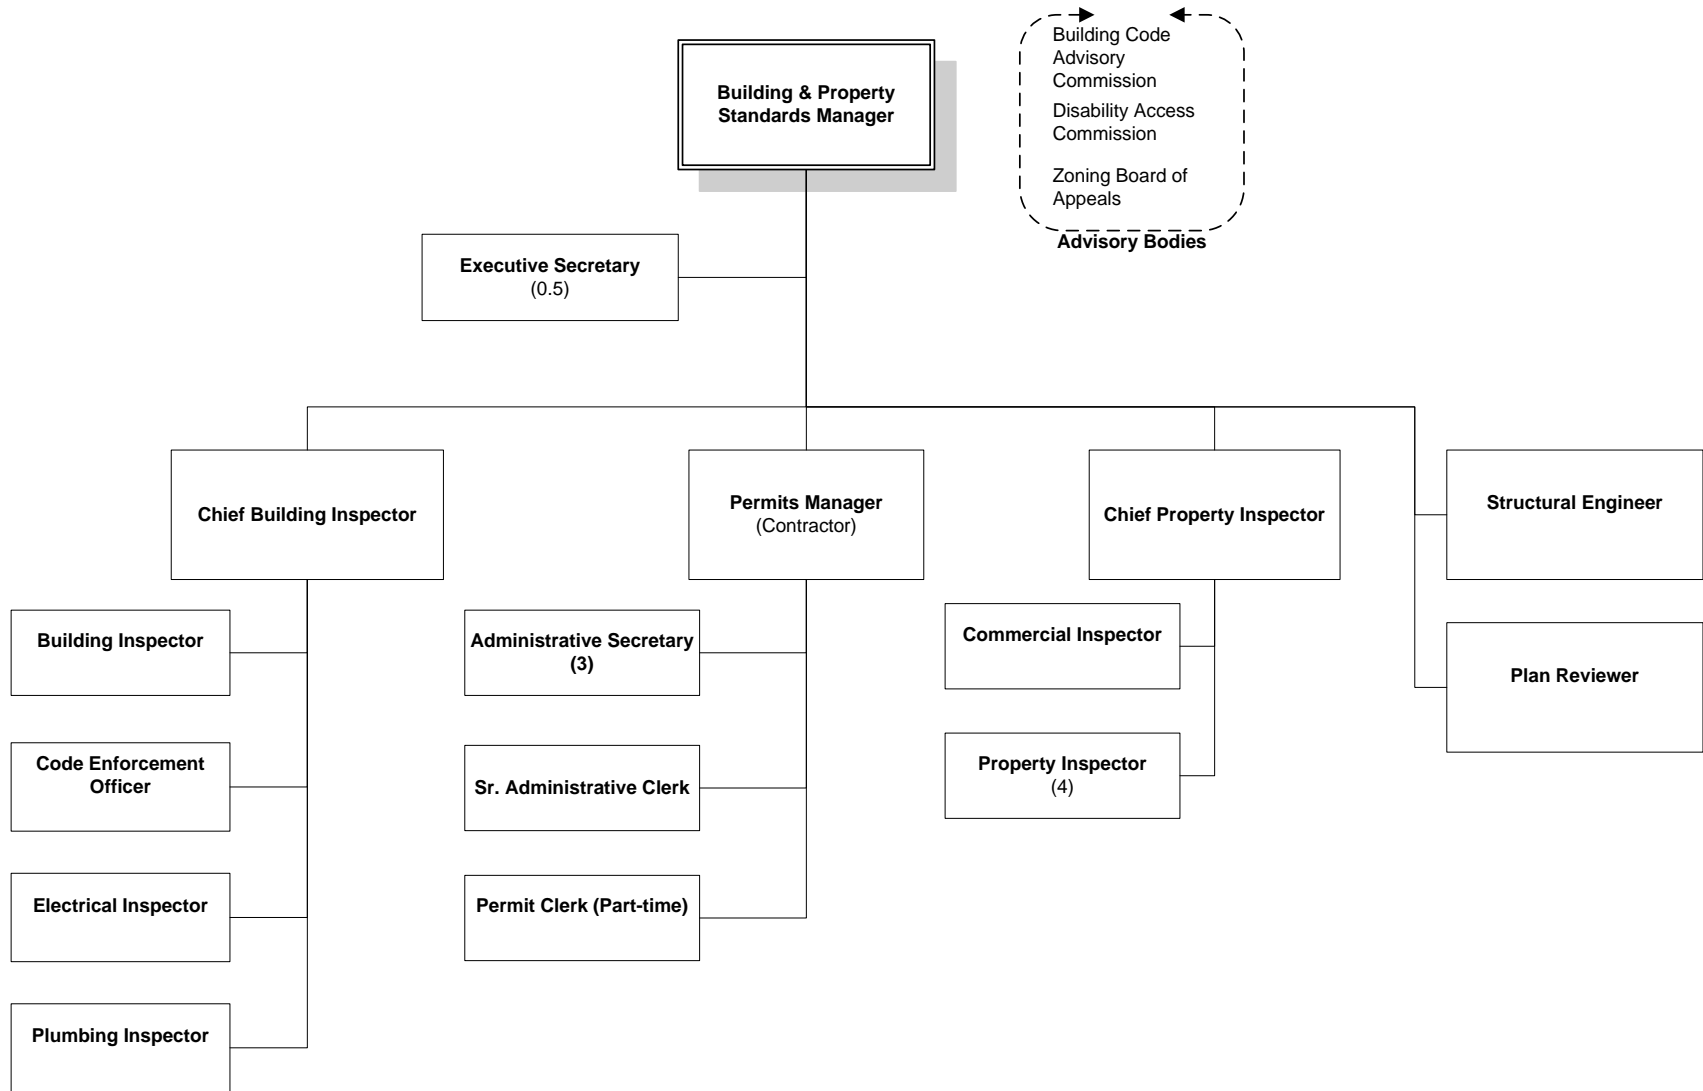 Building & Property
Standards Manager
Building Code
Advisory
Commission
Disability Access
Commission
Zoning Board of
Appeals
Advisory Bodies
Executive Secretary
(0.5)
Chief Building Inspector
Permits Manager
(Contractor)
Chief Property Inspector
Structural Engineer
Building Inspector
Administrative Secretary
(3)
Commercial Inspector
Plan Reviewer
Code Enforcement
Officer
Sr. Administrative Clerk
Property Inspector
(4)
Electrical Inspector
Permit Clerk (Part-time)
Plumbing Inspector